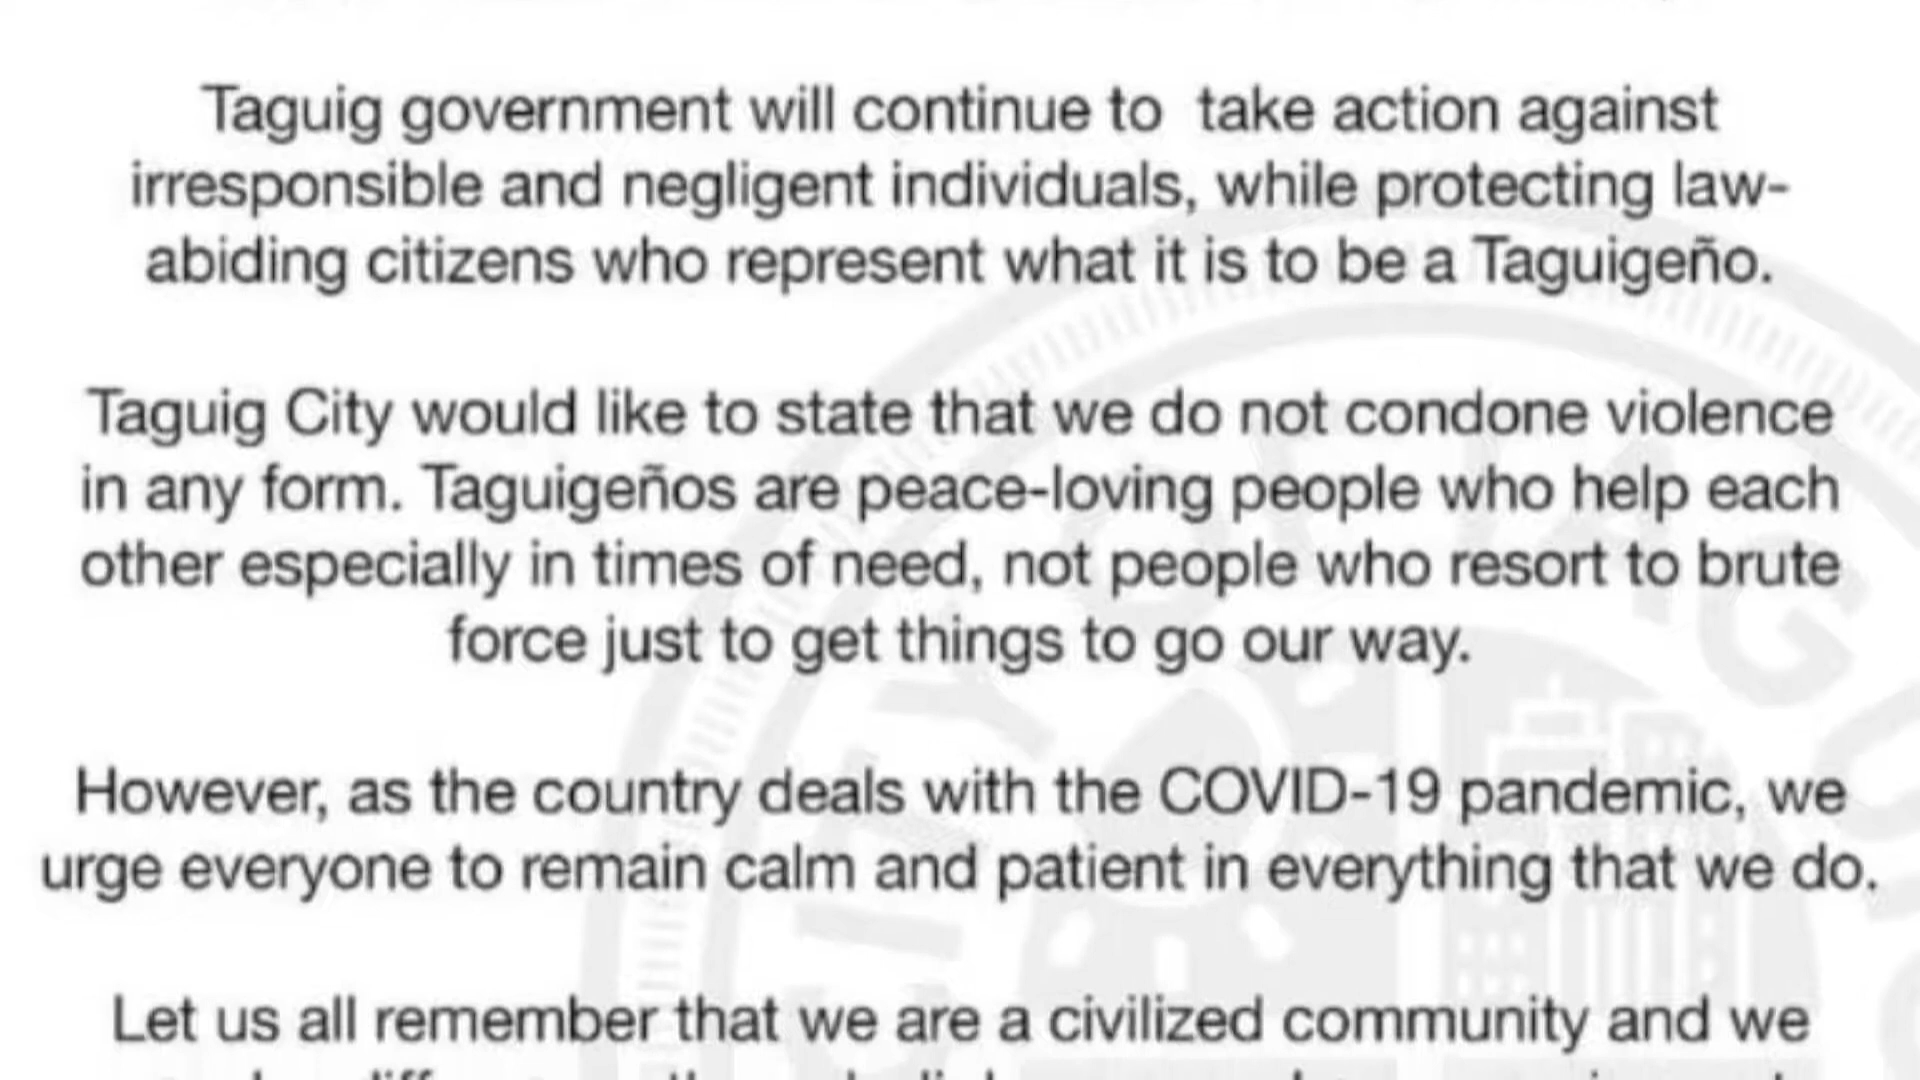 Taguig government will continue to  take action against
irresponsible and negligent individuals, while protecting law-
abiding citizens who represent what it is to be a Taguigeño.
Taguig City would like to state that we do not condone violence
in any form. Taguigeños are peace-loving people who help each
other especially in times of need, not people who resort to brute
force just to get things to go our way.
However, as the country deals with the COVID-19 pandemic, we
urge everyone to remain calm and patient in everything that we do.
Let us all remember that we are a civilized community and we
CITY OF TAGUIG